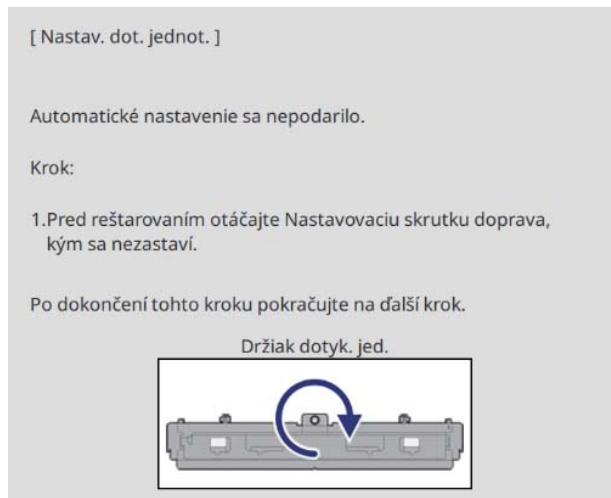 [ Nastav. dot. jednot. ]
Automatické nastavenie sa nepodarilo.
Krok:
1.Pred reštarovaním otáčajte Nastavovaciu skrutku doprava,
kým sa nezastaví.
Po dokončení tohto kroku pokračujte na ďalší krok.
Držiak dotyk. jed.